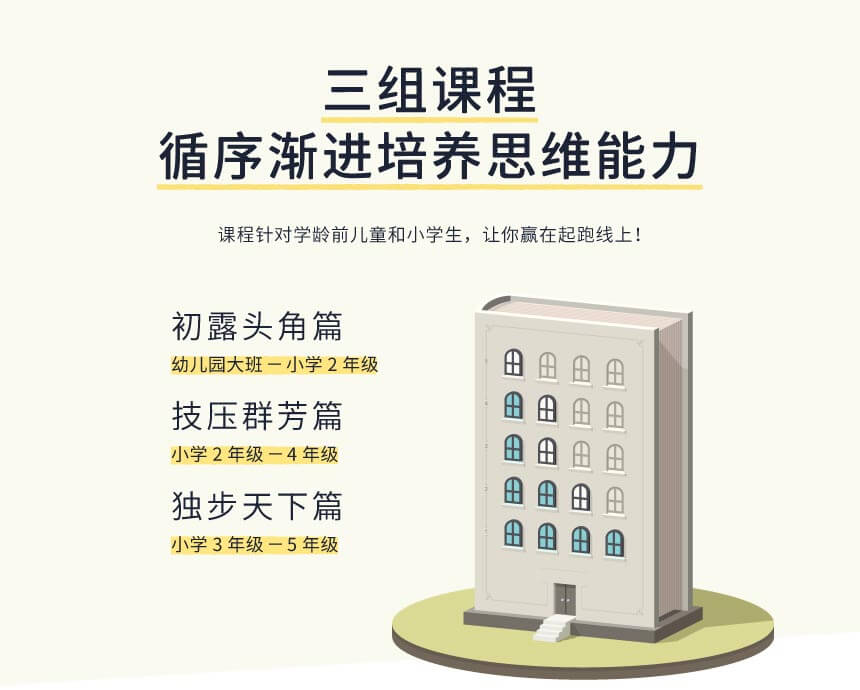 三组课程
循序渐进培养思维能力
课程针对学龄前儿童和小学生，让你赢在起跑线上！
初露头角篇
幼儿园大班－小学 2 年级
技压群芳篇
小学 2 年级－4 年级
独步天下篇
小学 3 年级－5 年级